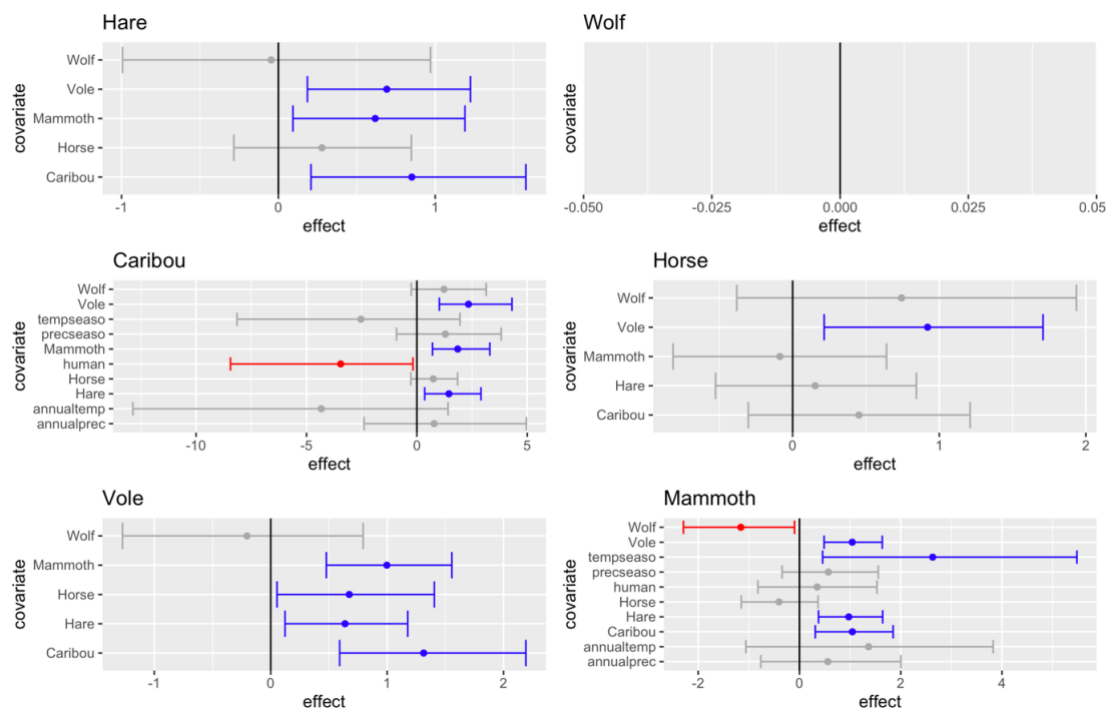 Hare
covariate
Wolf
Vole
Mammoth
Horse
Caribou
-1 0 1
effect
Wolf
covariate
-0.050 -0.025 0.000 0.025 0.05
effect
Caribou
covariate
Wolf
Vole
tempseaso
precseaso
Mammoth
human
Horse
Hare
annualtemp
annualprec
-10 -5 0 5
effect
Horse
covariate
Wolf
Vole
Mammoth
Hare
Caribou
0 1 2
effect
Vole
covariate
Wolf
Mammoth
Horse
Hare
Caribou
-1 0 1 2
effect
Mammoth
covariate
Wolf
Vole
tempseaso
precseaso
human
Horse
Hare
Caribou
annualtemp
annualprec
-2 0 2 4
effect